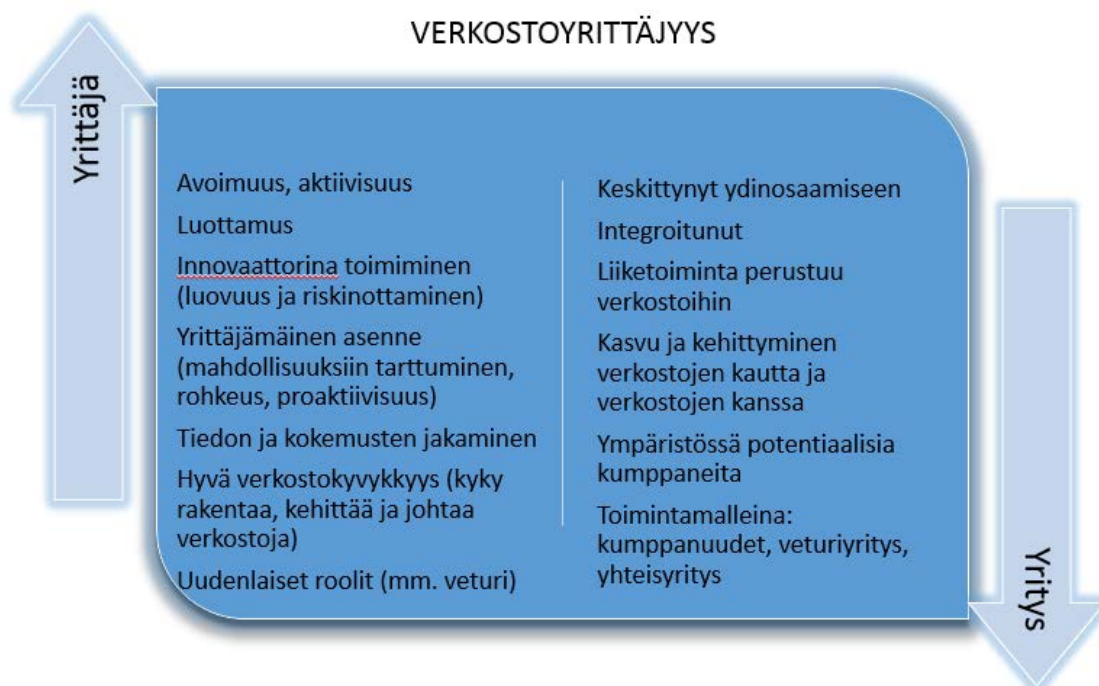 VERKOSTOYRITTÄJYYS
Yrittäjä
Avoimuus, aktiivisuus
Luottamus
Innovaattorina toimiminen
(luovuus ja riskinottaminen)
Yrittäjämäinen asenne
(mahdollisuuksiin tarttuminen,
rohkeus, proaktiivisuus)
Tiedon ja kokemusten jakaminen
Hyvä verkostokyvykkyys (kyky
rakentaa, kehittää ja johtaa
verkostoja)
Uudenlaiset roolit (mm. veturi)
Keskittynyt ydinosaamiseen
Integroitunut
Liiketoiminta perustuu
verkostoihin
Kasvu ja kehittyminen
verkostojen kautta ja
verkostojen kanssa
Ympäristössä potentiaalisia
kumppaneita
Toimintamalleina:
kumppanuudet, veturiyritys,
yhteisyritys
Yritys